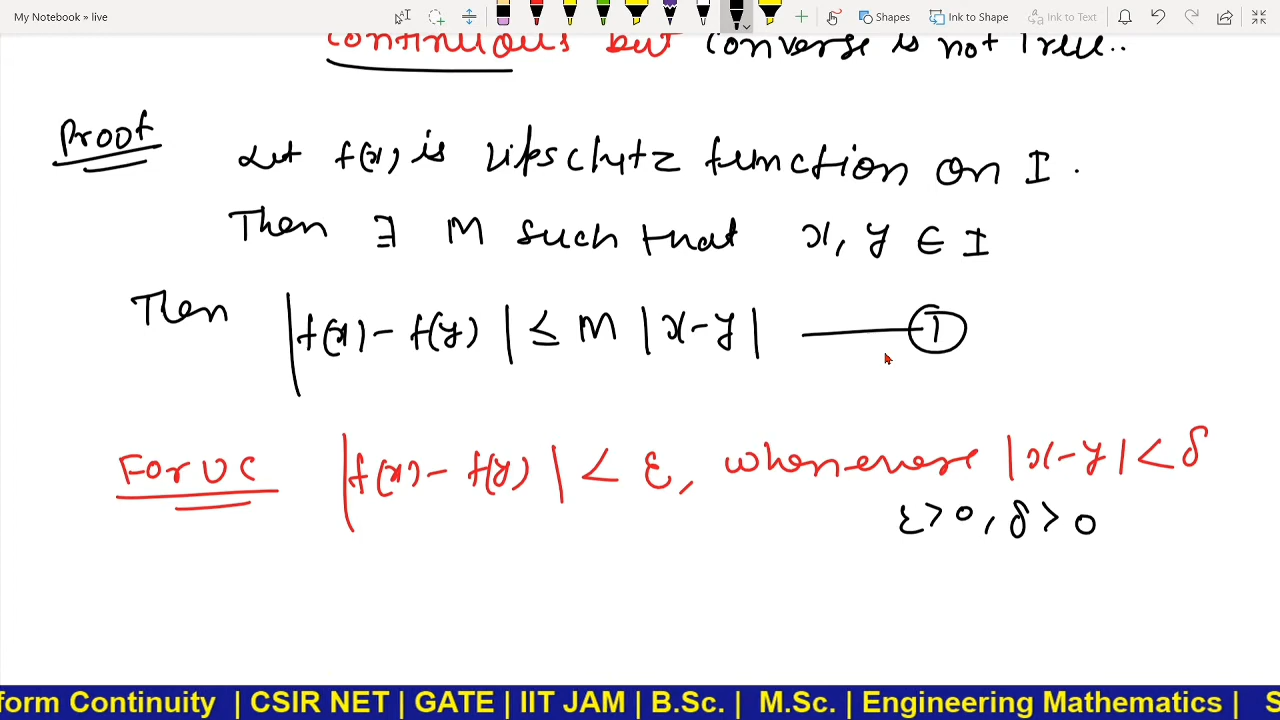 My Notebook » live
Shapes
Ink to Shape
Ink to Text
continuous but converse is not True..
Proof
Let f(x) is Lipschitz function on I.
Then ∃ M such that x, y ∈ I
Then |f(x) - f(y)| ≤ M |x-y| —— ①
For UC |f(x) - f(y)| < ε, whenevere |x-y| < δ
ε > 0, δ > 0
form Continuity | CSIR NET | GATE | IIT JAM | B.Sc. | M.Sc. | Engineering Mathematics | S